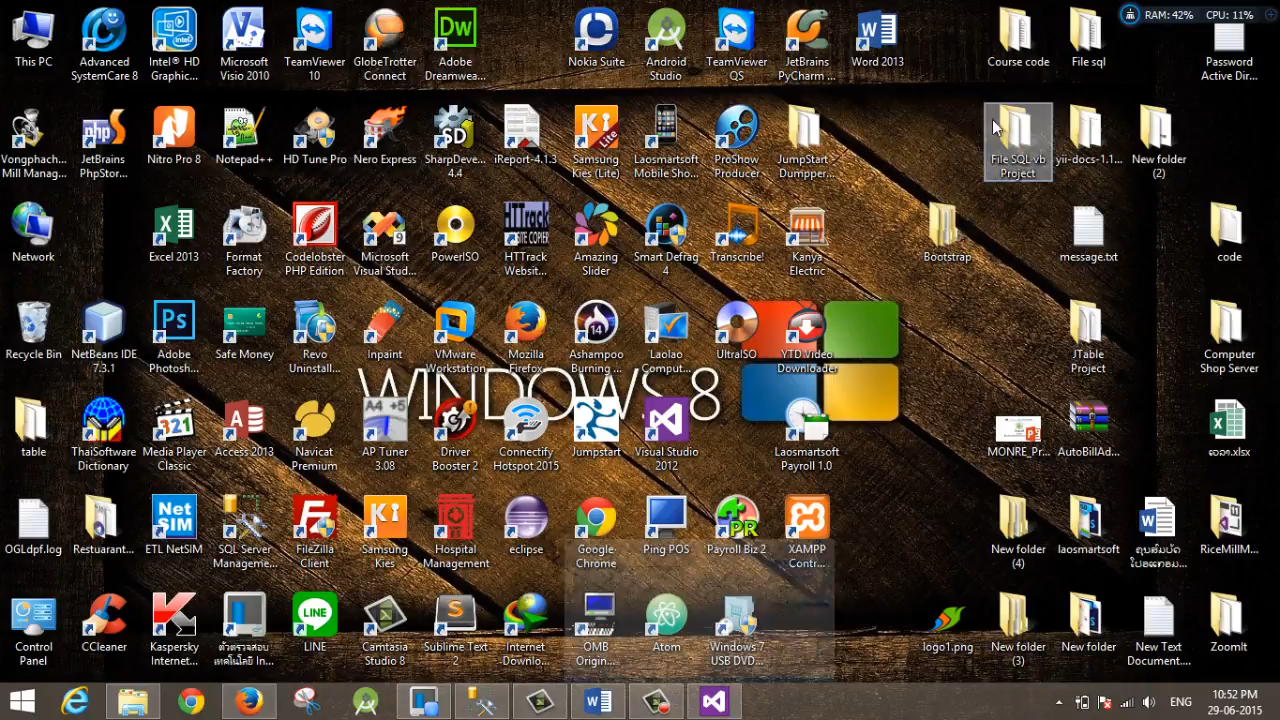 RAM: 42% CPU: 11%
This PC
Advanced
SystemCare 8
Intel® HD
Graphic...
Microsoft
Visio 2010
TeamViewer
10
GlobeTrotter
Connect
Dw
Adobe
Dreamwea...
Nokia Suite
Android
Studio
TeamViewer
QS
JetBrains
PyCharm ...
Word 2013
Course code
File sql
Password
Active Dir...
Vongphach...
Mill Manag...
JetBrains
PhpStor...
Nitro Pro 8
Notepad++
HD Tune Pro
Nero Express
SharpDeve...
4.4
iReport-4.1.3
Samsung
Kies (Lite)
Laosmartsoft
Mobile Sho...
ProShow
Producer
JumpStart
Dumpper...
File SQL vb
Project
yii-docs-1.1...
New folder
(2)
Network
Excel 2013
Format
Factory
Codelobster
PHP Edition
Microsoft
Visual Stud...
PowerISO
HTTrack
Websit...
Amazing
Slider
Smart Defrag
4
Transcribe!
Kanya
Electric
Bootstrap
message.txt
code
Recycle Bin
NetBeans IDE
7.3.1
Ps
Adobe
Photosh...
Safe Money
Revo
Uninstall...
Inpaint
VMware
Workstation
Mozilla
Firefox
Ashampoo
Burning ...
Laolao
Comput...
UltraISO
YTD Video
Downloader
JTable
Project
Computer
Shop Server
WINDOWS 8
table
ThaiSoftware
Dictionary
Media Player
Classic
Access 2013
Navicat
Premium
A4 +5
AP Tuner
3.08
Driver
Booster 2
Connectify
Hotspot 2015
Jumpstart
Visual Studio
2012
Laosmartsoft
Payroll 1.0
MONRE_Pr...
AutoBillAd...
ລາວ.xlsx
OGLdpf.log
Restuarant...
Net
SIM
ETL NetSIM
SQL Server
Manageme...
FileZilla
Client
Samsung
Kies
Hospital
Management
eclipse
Google
Chrome
Ping POS
Payroll Biz 2
XAMPP
Contr...
New folder
(4)
laosmartsoft
RiceMillM...
Control
Panel
CCleaner
Kaspersky
Internet...
LINE
Camtasia
Studio 8
Sublime Text
2
Internet
Downlo...
OMB
Origin...
Atom
Windows 7
USB DVD...
logo1.png
New folder
(3)
New folder
New Text
Document....
ZoomIt
ENG
10:52 PM
29-06-2015